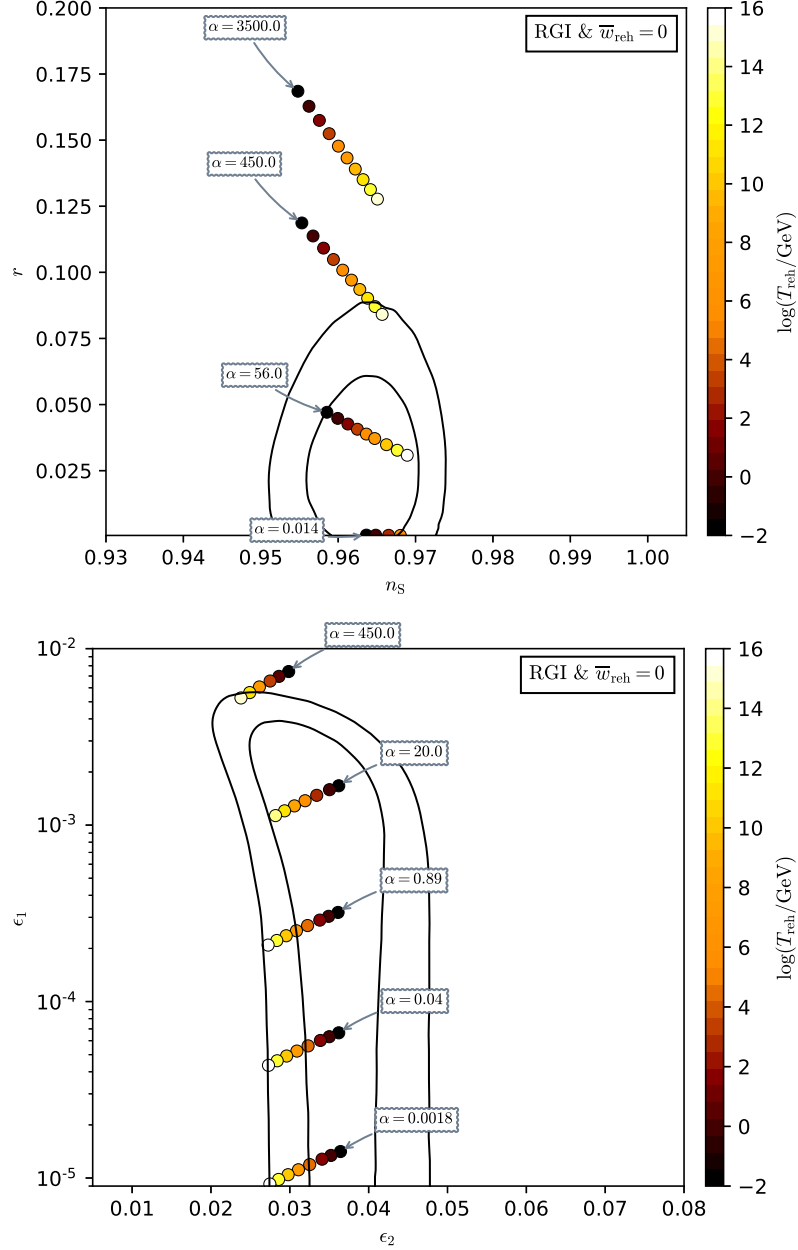 0.200
0.175
0.150
0.125
0.100
0.075
0.050
0.025
r
α = 3500.0
α = 450.0
α = 56.0
α = 0.014
RGI & w̅reh = 0
0.93 0.94 0.95 0.96 0.97 0.98 0.99 1.00
nS
16
14
12
10
8
6
4
2
0
−2
log(Treh/GeV)
10-2
10-3
10-4
10-5
ϵ1
α = 450.0
α = 20.0
α = 0.89
α = 0.04
α = 0.0018
RGI & w̅reh = 0
0.01 0.02 0.03 0.04 0.05 0.06 0.07 0.08
ϵ2
16
14
12
10
8
6
4
2
0
−2
log(Treh/GeV)